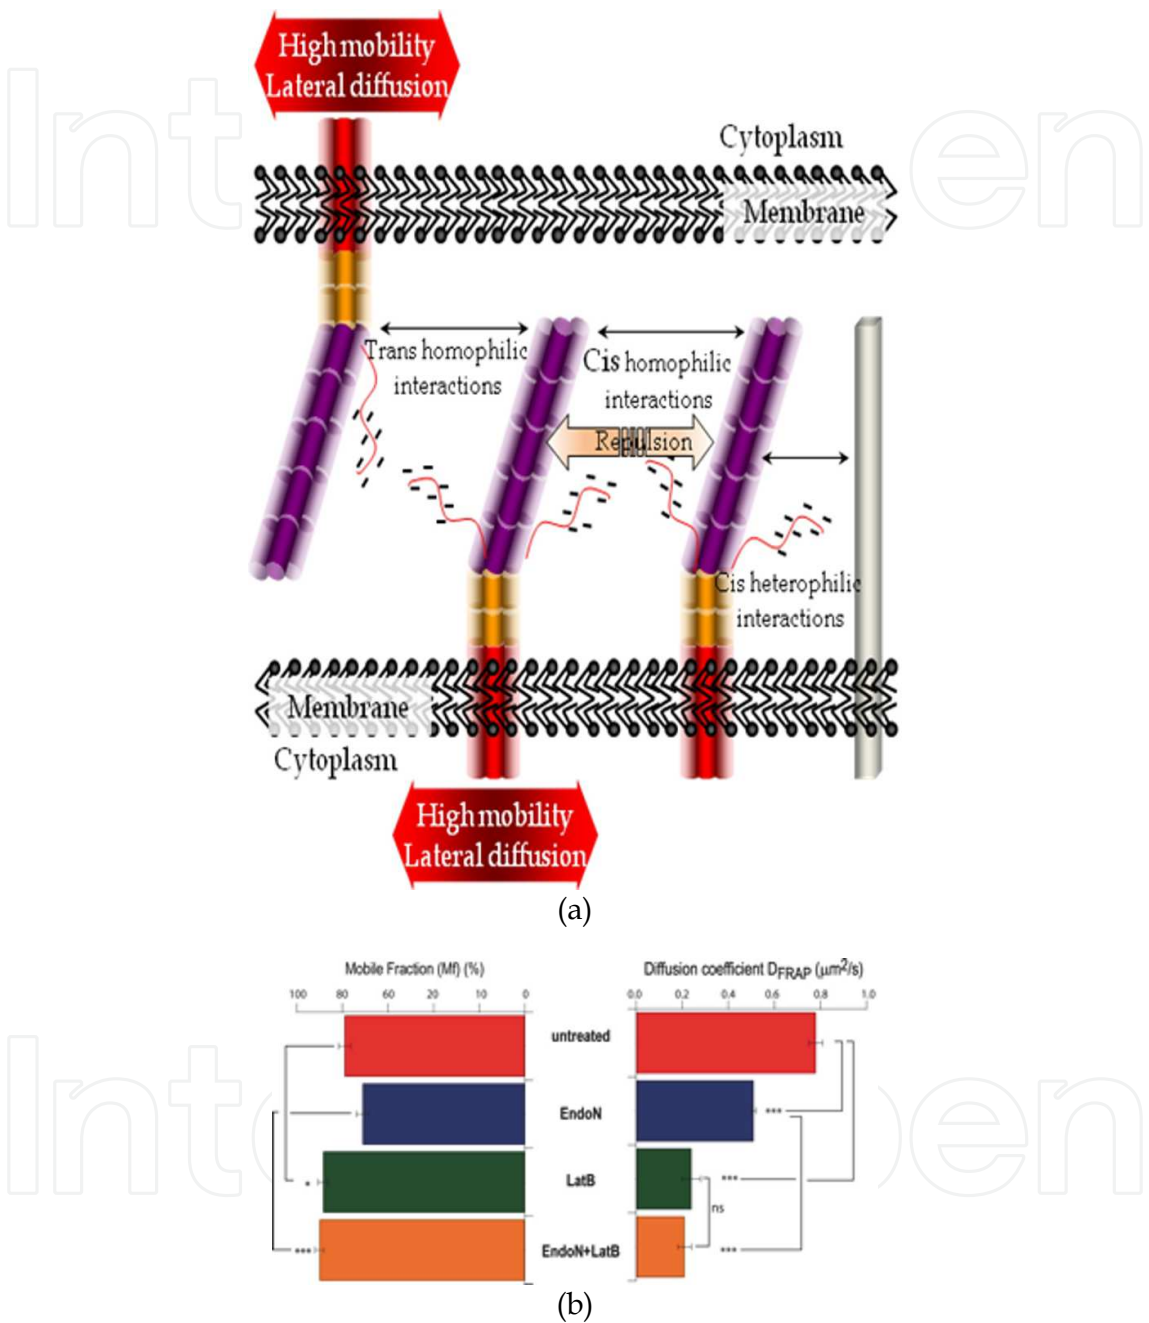 High mobility
Lateral diffusion
Cytoplasm
Membrane
Trans homophilic
interactions
Cis homophilic
interactions
Repulsion
Cis heterophilic
interactions
Membrane
Cytoplasm
High mobility
Lateral diffusion
(a)
Mobile Fraction (Mf) (%)
100 80 60 20 10 0
Diffusion coefficient DFRAP (μm²/s)
0.0 0.2 0.4 0.6 0.8 1.0
untreated
EndoN
***
LatB
*
***
ns
EndoN+LatB
***
***
(b)